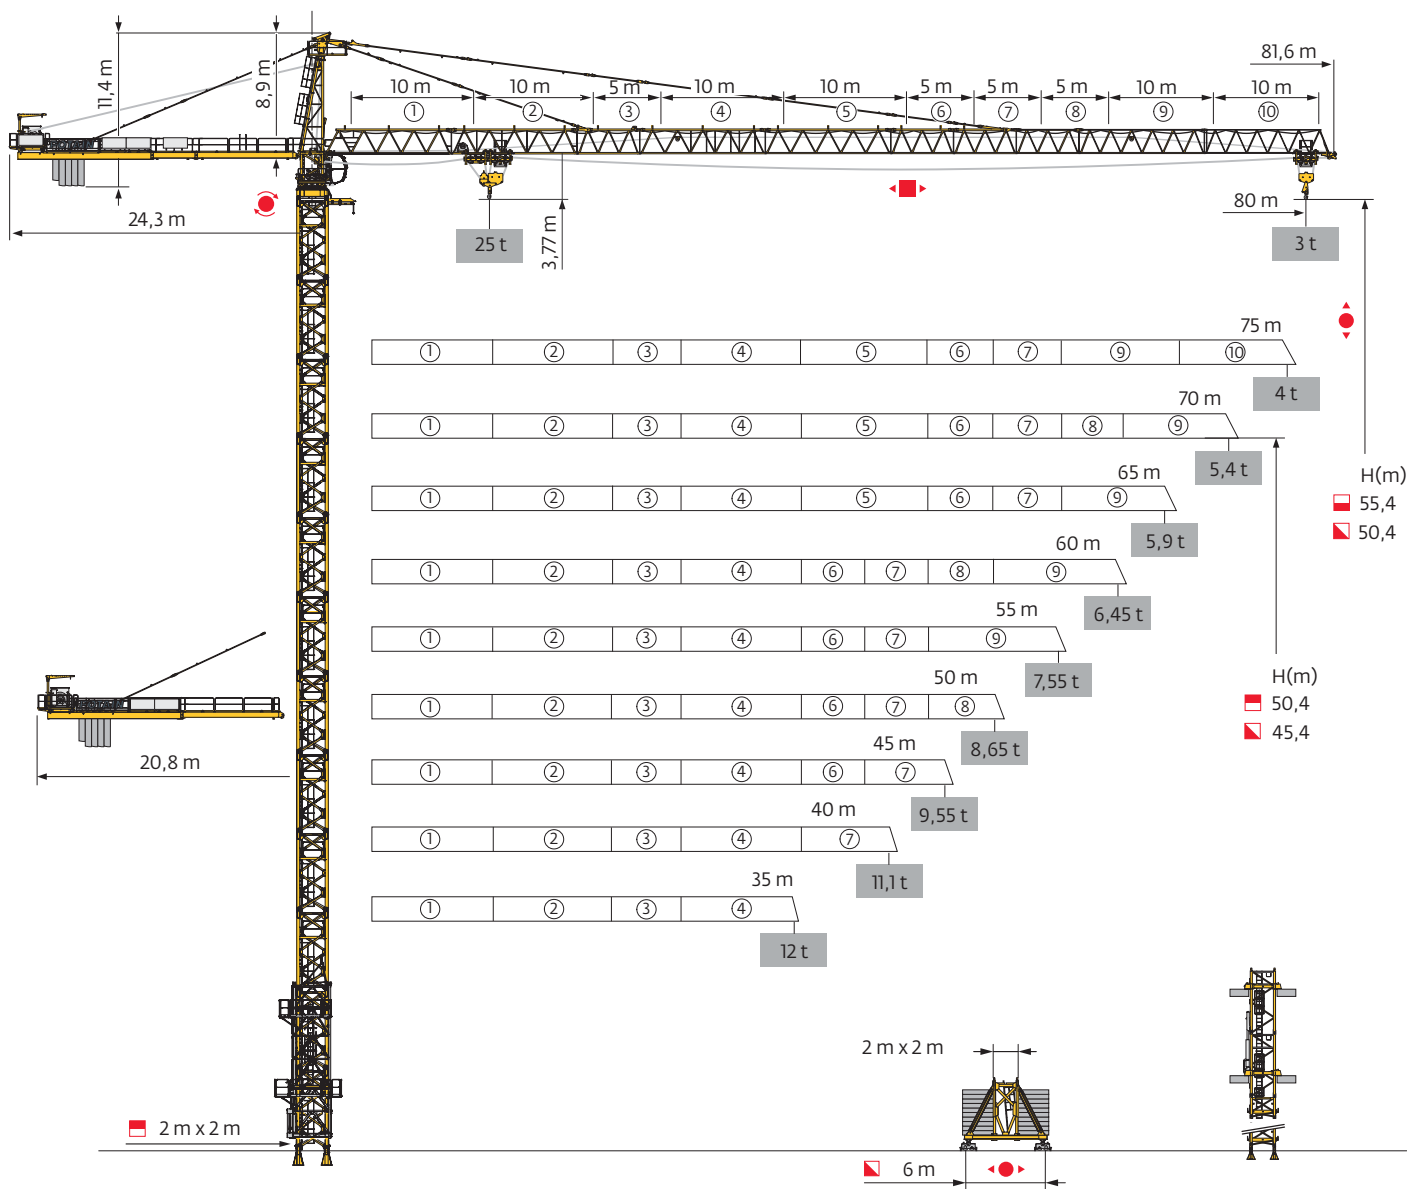 81,6 m
11,4 m
8,9 m
10 m 10 m 5 m 10 m 10 m 5 m 5 m 5 m 10 m 10 m
① ② ③ ④ ⑤ ⑥ ⑦ ⑧ ⑨ ⑩
24,3 m
3,77 m
80 m
25 t
3 t
75 m
① ② ③ ④ ⑤ ⑥ ⑦ ⑨ ⑩
4 t
70 m
① ② ③ ④ ⑤ ⑥ ⑦ ⑧ ⑨
5,4 t
65 m
① ② ③ ④ ⑤ ⑥ ⑦ ⑨
5,9 t
H(m)
55,4
50,4
60 m
① ② ③ ④ ⑥ ⑦ ⑧ ⑨
6,45 t
55 m
① ② ③ ④ ⑥ ⑦ ⑨
7,55 t
H(m)
50,4
45,4
50 m
① ② ③ ④ ⑥ ⑦ ⑧
8,65 t
20,8 m
45 m
① ② ③ ④ ⑥ ⑦
9,55 t
40 m
① ② ③ ④ ⑦
11,1 t
35 m
① ② ③ ④
12 t
2 m x 2 m
2 m x 2 m
6 m